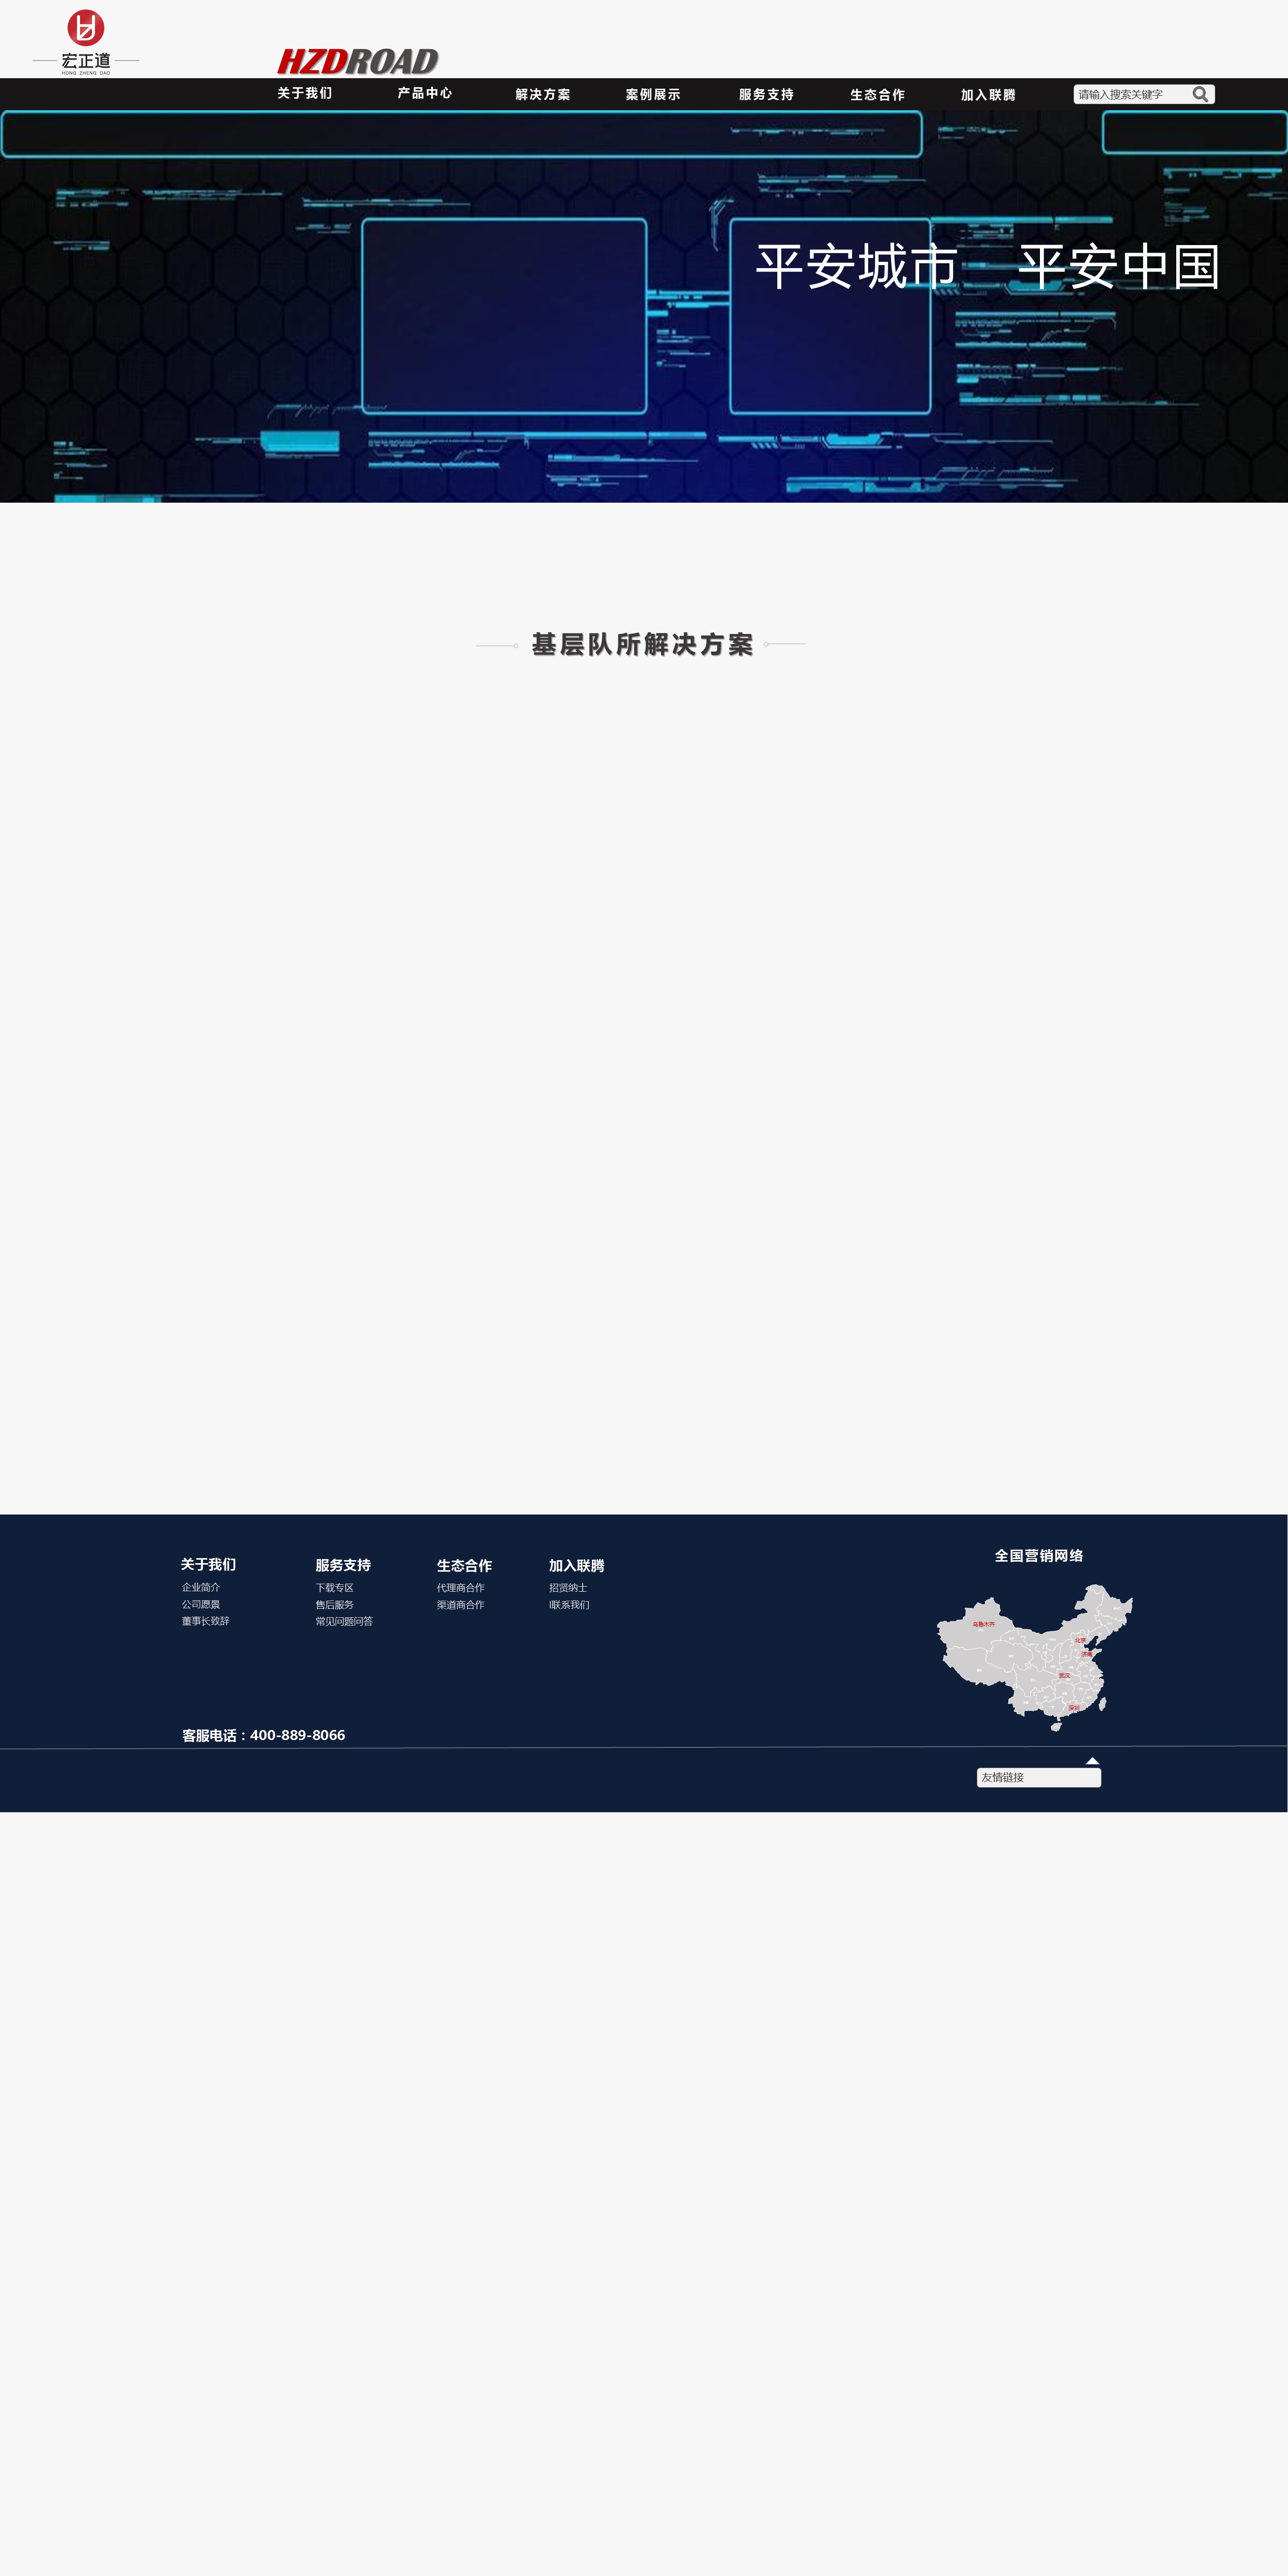 宏正道
HONG ZHENG DAO
HZDROAD
关于我们 产品中心 解决方案 案例展示 服务支持 生态合作 加入联腾 请输入搜索关键字
平安城市 平安中国
基层队所解决方案
关于我们
企业简介
公司愿景
董事长致辞
服务支持
下载专区
售后服务
常见问题问答
生态合作
代理商合作
渠道商合作
加入联腾
招贤纳士
I联系我们
全国营销网络
乌鲁木齐
北京
济南
武汉
深圳
客服电话：400-889-8066
友情链接